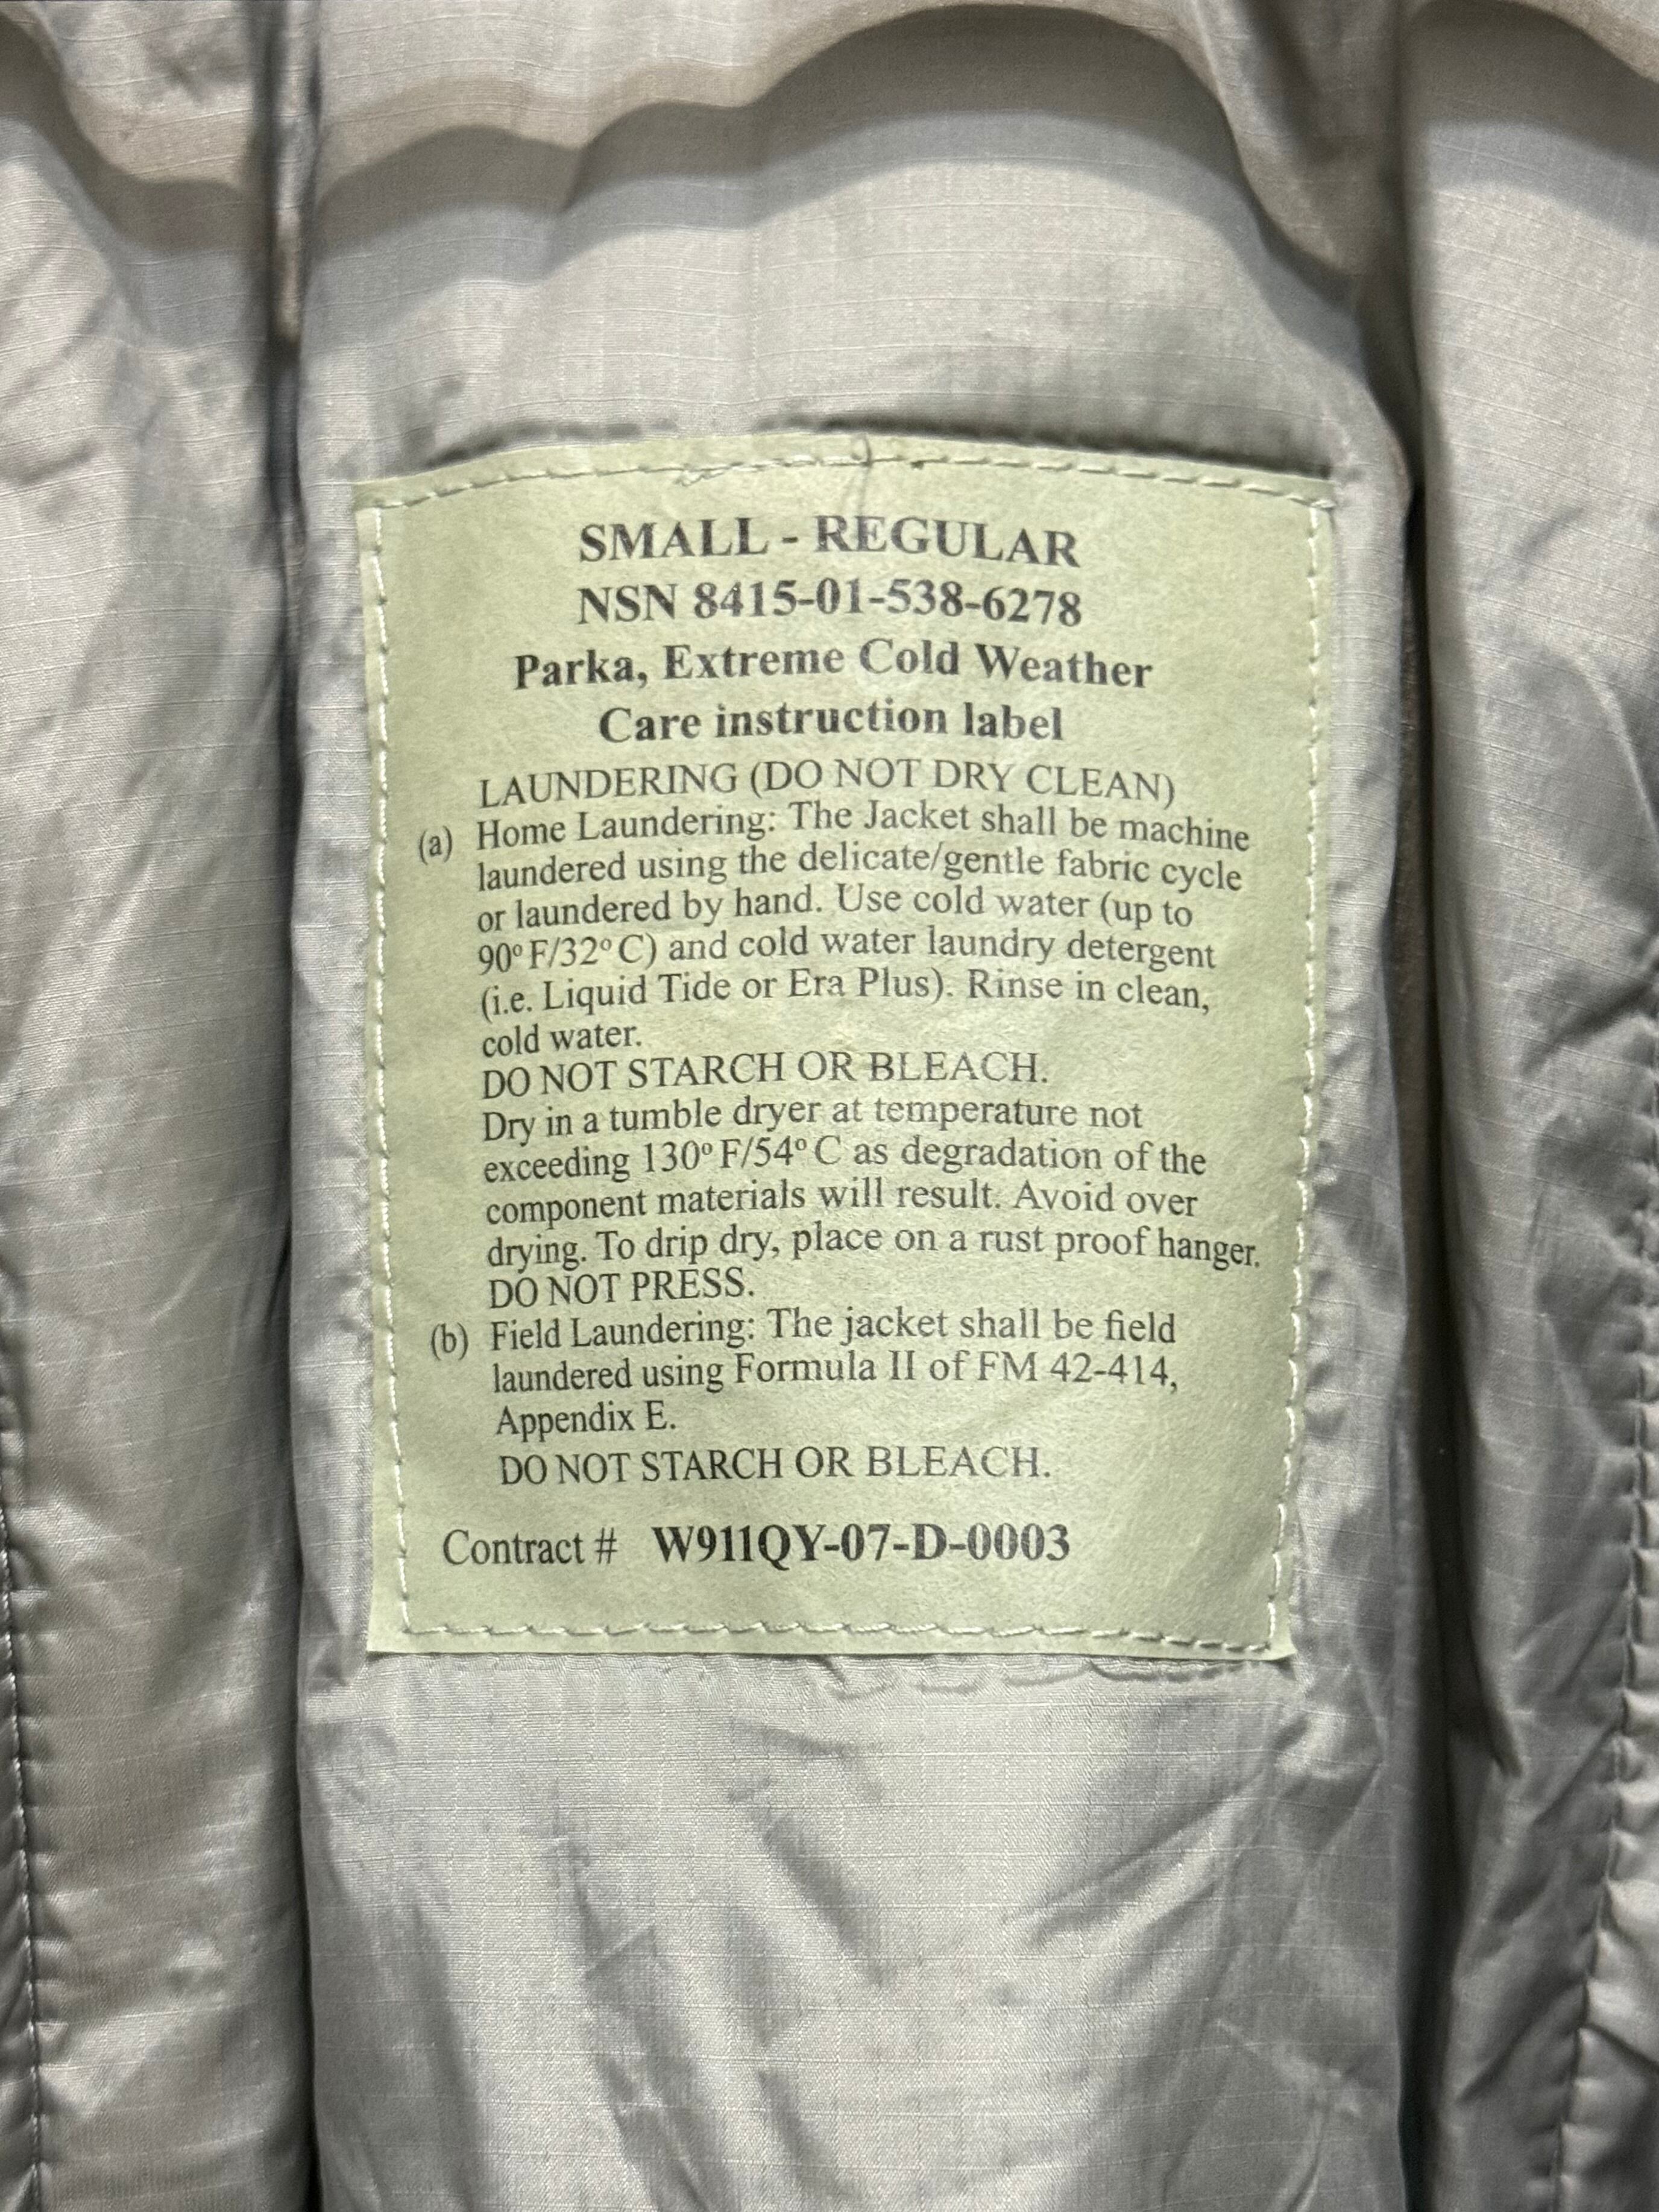 SMALL - REGULAR
NSN 8415-01-538-6278
Parka, Extreme Cold Weather
Care instruction label
LAUNDERING (DO NOT DRY CLEAN)
(a) Home Laundering: The Jacket shall be machine
laundered using the delicate/gentle fabric cycle
or laundered by hand. Use cold water (up to
90° F/32° C) and cold water laundry detergent
(i.e. Liquid Tide or Era Plus). Rinse in clean,
cold water.
DO NOT STARCH OR BLEACH.
Dry in a tumble dryer at temperature not
exceeding 130° F/54° C as degradation of the
component materials will result. Avoid over
drying. To drip dry, place on a rust proof hanger.
DO NOT PRESS.
(b) Field Laundering: The jacket shall be field
laundered using Formula II of FM 42-414,
Appendix E.
DO NOT STARCH OR BLEACH.
Contract # W911QY-07-D-0003